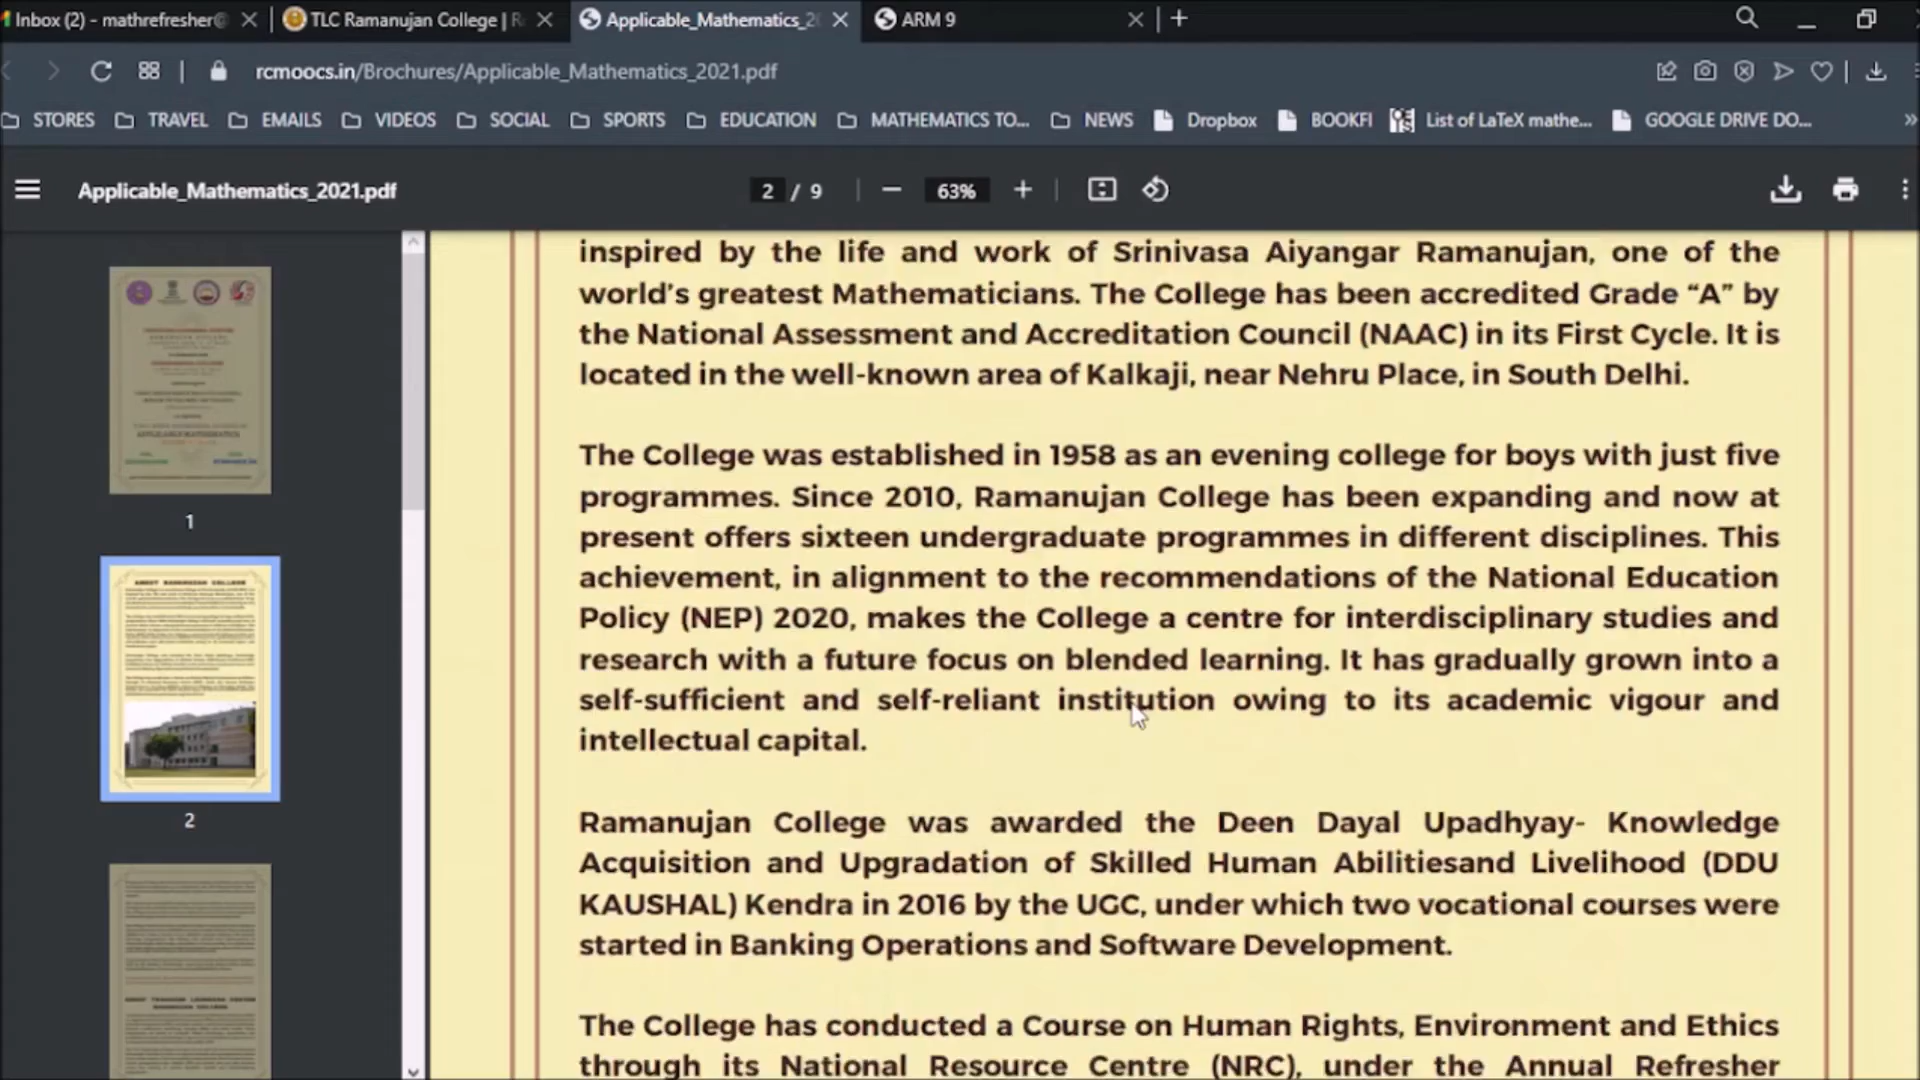 Inbox (2) - mathrefresher@
TLC Ramanujan College | R
Applicable_Mathematics_2
ARM 9
rcmoocs.in/Brochures/Applicable_Mathematics_2021.pdf
STORES TRAVEL EMAILS VIDEOS SOCIAL SPORTS EDUCATION MATHEMATICS TO... NEWS Dropbox BOOKFI List of LaTeX mathe... GOOGLE DRIVE DO... »
Applicable_Mathematics_2021.pdf 2 / 9 63%
inspired by the life and work of Srinivasa Aiyangar Ramanujan, one of the
world’s greatest Mathematicians. The College has been accredited Grade “A” by
the National Assessment and Accreditation Council (NAAC) in its First Cycle. It is
located in the well-known area of Kalkaji, near Nehru Place, in South Delhi.
The College was established in 1958 as an evening college for boys with just five
programmes. Since 2010, Ramanujan College has been expanding and now at
present offers sixteen undergraduate programmes in different disciplines. This
achievement, in alignment to the recommendations of the National Education
Policy (NEP) 2020, makes the College a centre for interdisciplinary studies and
research with a future focus on blended learning. It has gradually grown into a
self-sufficient and self-reliant institution owing to its academic vigour and
intellectual capital.
Ramanujan College was awarded the Deen Dayal Upadhyay- Knowledge
Acquisition and Upgradation of Skilled Human Abilitiesand Livelihood (DDU
KAUSHAL) Kendra in 2016 by the UGC, under which two vocational courses were
started in Banking Operations and Software Development.
The College has conducted a Course on Human Rights, Environment and Ethics
through its National Resource Centre (NRC), under the Annual Refresher
APPLICABLE MATHEMATICS
1
ABOUT RAMANUJAN COLLEGE
2